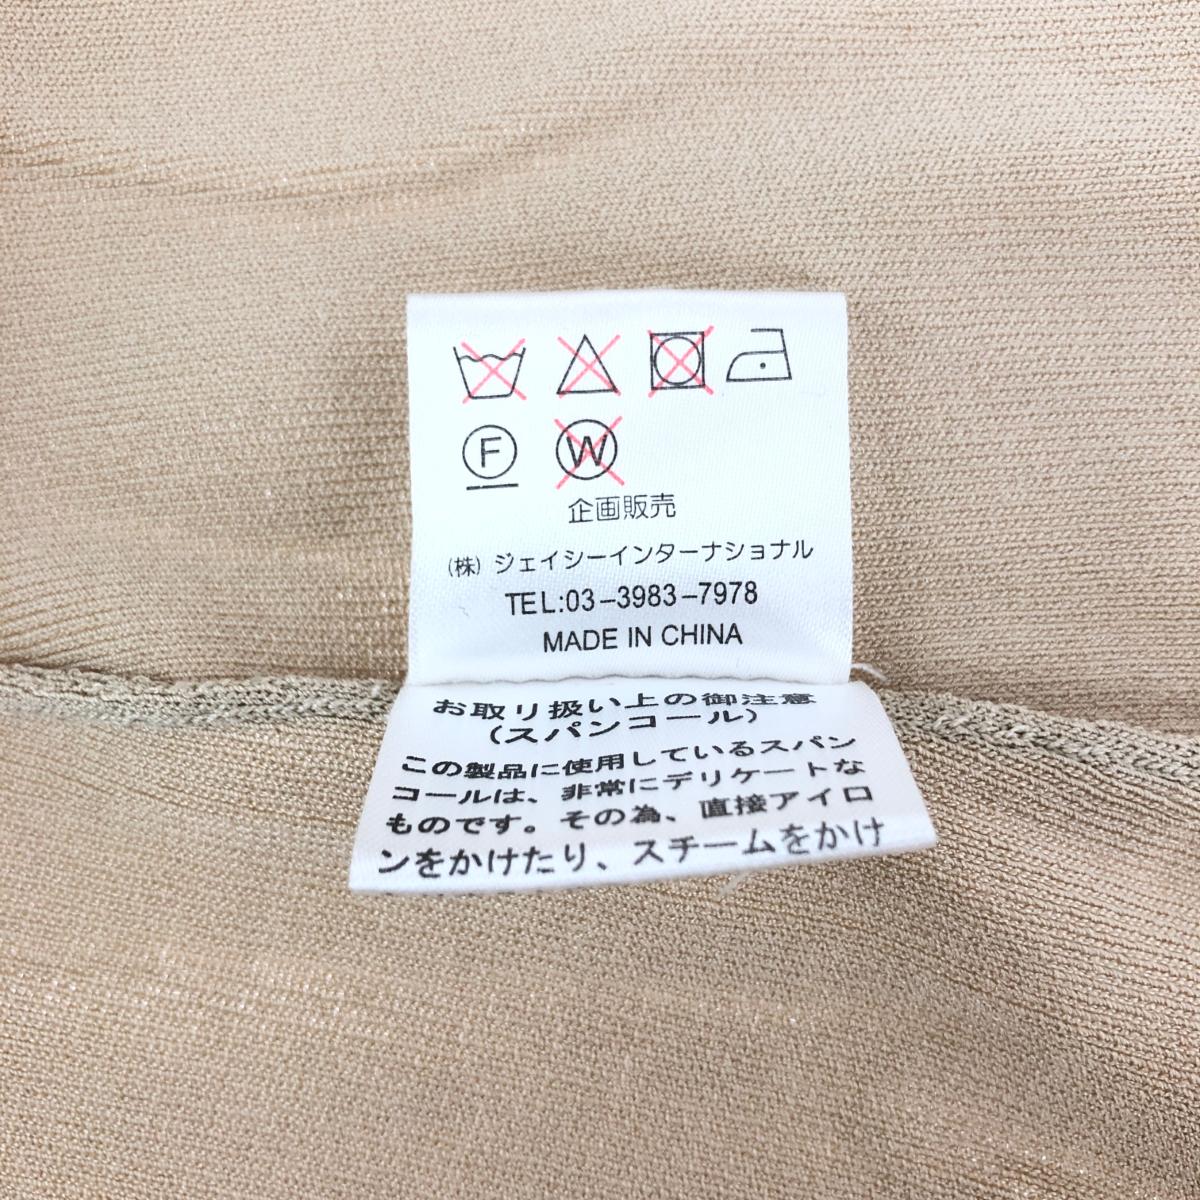 F W
企画販売
(株) ジェイシーインターナショナル
TEL:03-3983-7978
MADE IN CHINA
お取り扱い上の御注意
(スパンコール)
この製品に使用しているスパン
コールは、非常にデリケートな
ものです。その為、直接アイロ
ンをかけたり、スチームをかけ